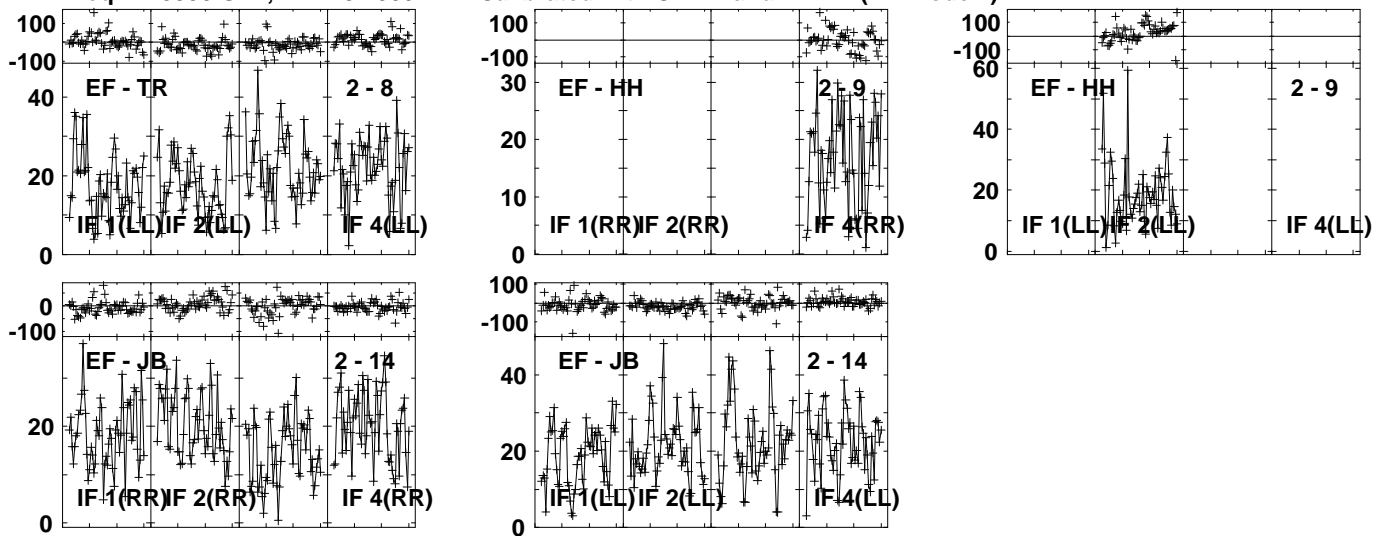 100
-100
EF - TR
2 - 8
40
20
0
IF 1(LL)
IF 2(LL)
IF 4(LL)
100
-100
EF - HH
2 - 9
30
20
10
0
IF 1(RR)
IF 2(RR)
IF 4(RR)
100
-100
60
EF - HH
2 - 9
40
20
0
IF 1(LL)
IF 2(LL)
IF 4(LL)
0
-100
EF - JB
2 - 14
20
0
IF 1(RR)
IF 2(RR)
IF 4(RR)
100
-100
EF - JB
2 - 14
40
20
0
IF 1(LL)
IF 2(LL)
IF 4(LL)